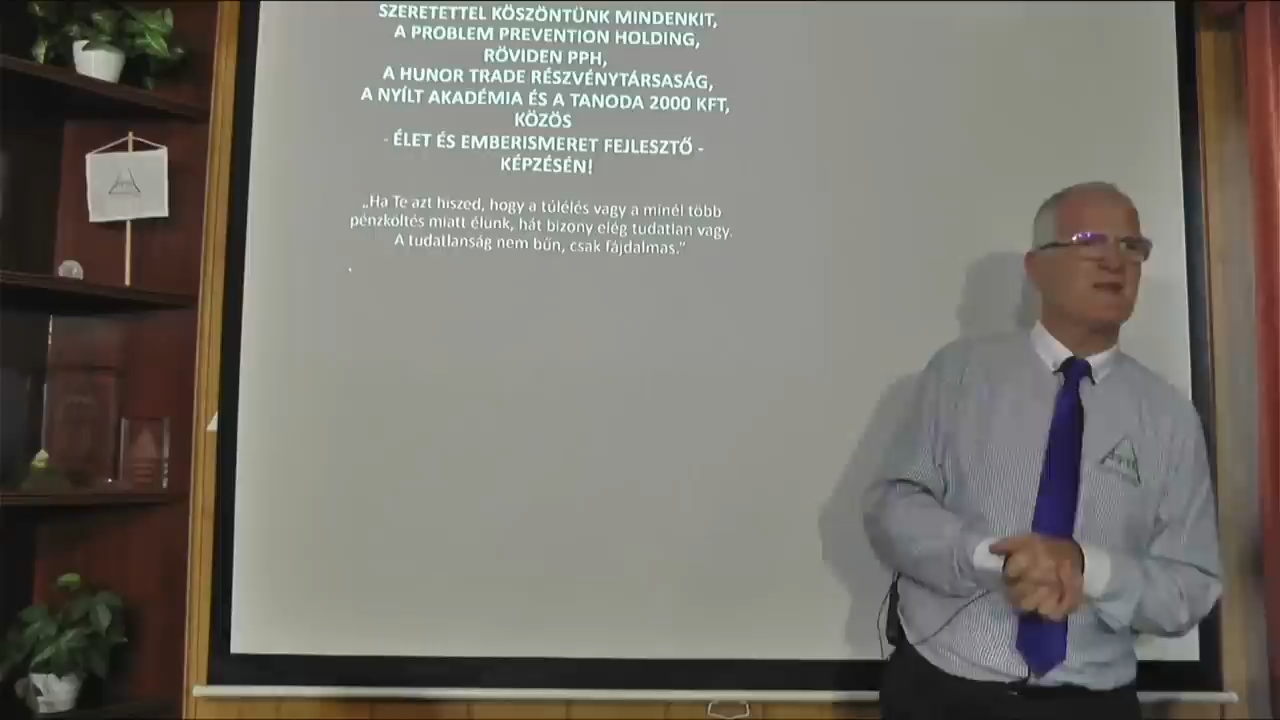 SZERETETTEL KÖSZÖNTÜNK MINDENKIT,
A PROBLEM PREVENTION HOLDING,
RÖVIDEN PPH,
A HUNOR TRADE RÉSZVÉNYTÁRSASÁG,
A NYÍLT AKADÉMIA ÉS A TANODA 2000 KFT,
KÖZÖS
- ÉLET ÉS EMBERISMERET FEJLESZTŐ -
KÉPZÉSÉN!
„Ha Te azt hiszed, hogy a túlélés vagy a minél több
pénzköltés miatt élünk, hát bizony elég tudatlan vagy.
A tudatlanság nem bűn, csak fájdalmas.”